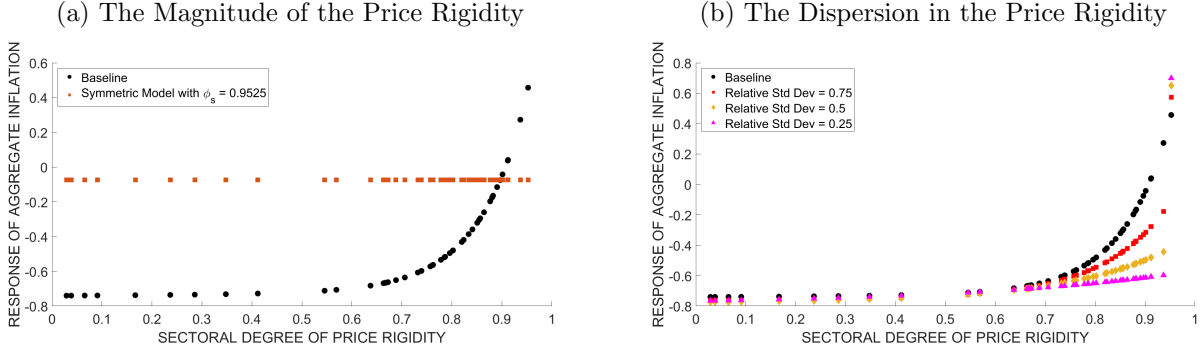 (a) The Magnitude of the Price Rigidity
RESPONSE OF AGGREGATE INFLATION
0.6
0.4
0.2
0
-0.2
-0.4
-0.6
-0.8
Baseline
Symmetric Model with ϕs = 0.9525
0 0.1 0.2 0.3 0.4 0.5 0.6 0.7 0.8 0.9 1
SECTORAL DEGREE OF PRICE RIGIDITY
(b) The Dispersion in the Price Rigidity
RESPONSE OF AGGREGATE INFLATION
0.8
0.6
0.4
0.2
0
-0.2
-0.4
-0.6
-0.8
Baseline
Relative Std Dev = 0.75
Relative Std Dev = 0.5
Relative Std Dev = 0.25
0 0.1 0.2 0.3 0.4 0.5 0.6 0.7 0.8 0.9 1
SECTORAL DEGREE OF PRICE RIGIDITY